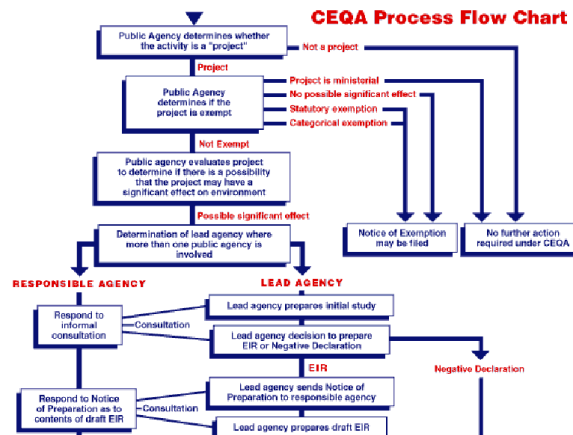 CEQA Process Flow Chart
Public Agency determines whether
the activity is a "project"
Not a project
Project
Public Agency
determines if the
project is exempt
Project is ministerial
No possible significant effect
Statutory exemption
Categorical exemption
Not Exempt
Public agency evaluates project
to determine if there is a possibility
that the project may have a
significant effect on environment
Possible significant effect
Determination of lead agency where
more than one public agency is
involved
Notice of Exemption
may be filed
No further action
required under CEQA
RESPONSIBLE AGENCY
LEAD AGENCY
Respond to
informal
consultation
Consultation
Lead agency prepares initial study
Lead agency decision to prepare
EIR or Negative Declaration
EIR
Negative Declaration
Respond to Notice
of Preparation as to
contents of draft EIR
Consultation
Lead agency sends Notice of
Preparation to responsible agency
Lead agency prepares draft EIR